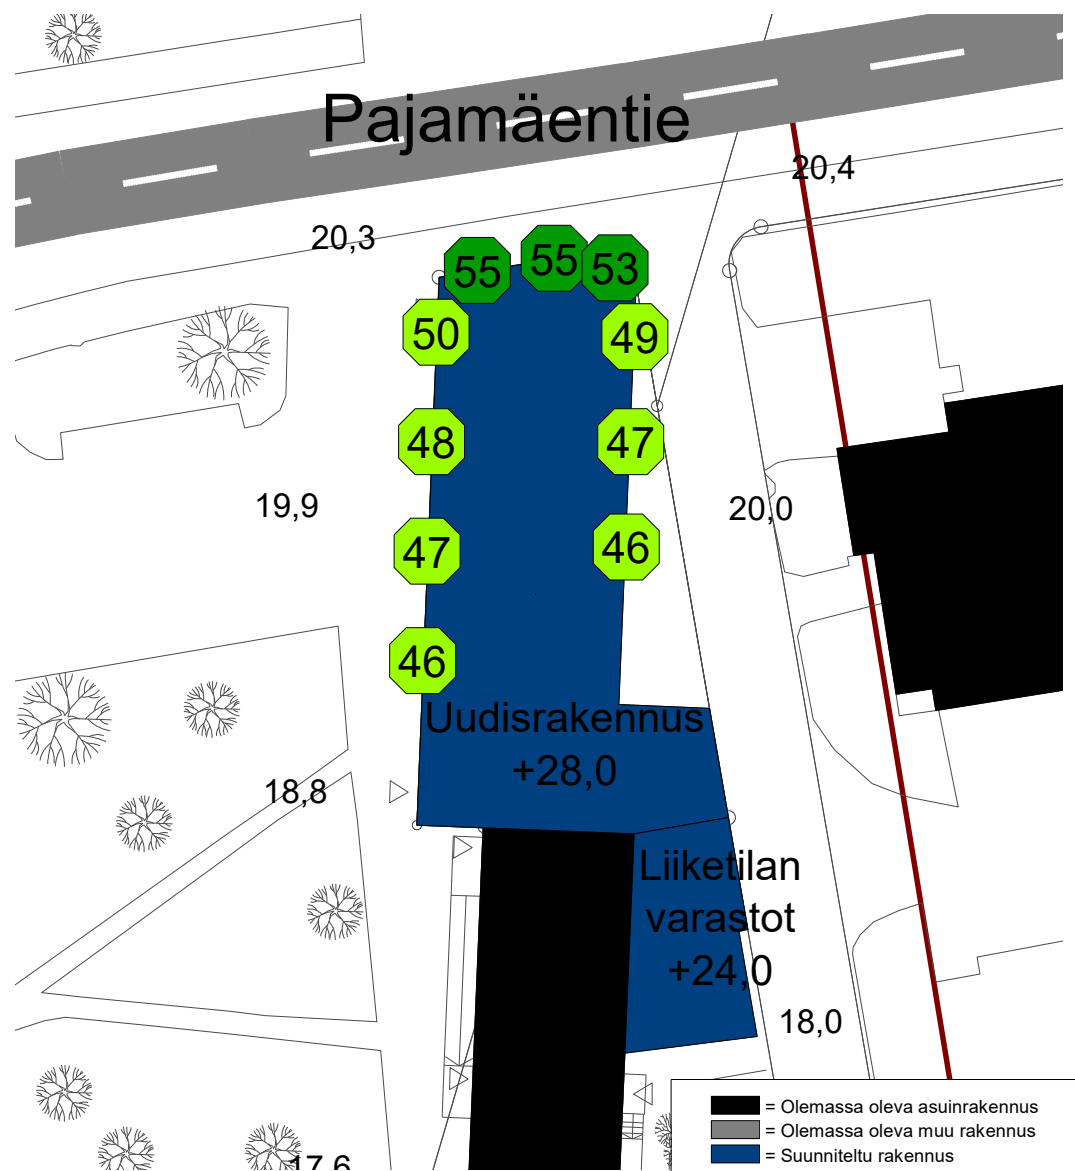 Pajamäentie
20,4
20,3
55 55 53
50 49
48 47
19,9 20,0
47 46
46
Uudisrakennus
+28,0
18,8
Liiketilan
varastot
+24,0
18,0
= Olemassa oleva asuinrakennus
= Olemassa oleva muu rakennus
= Suunniteltu rakennus
17,6